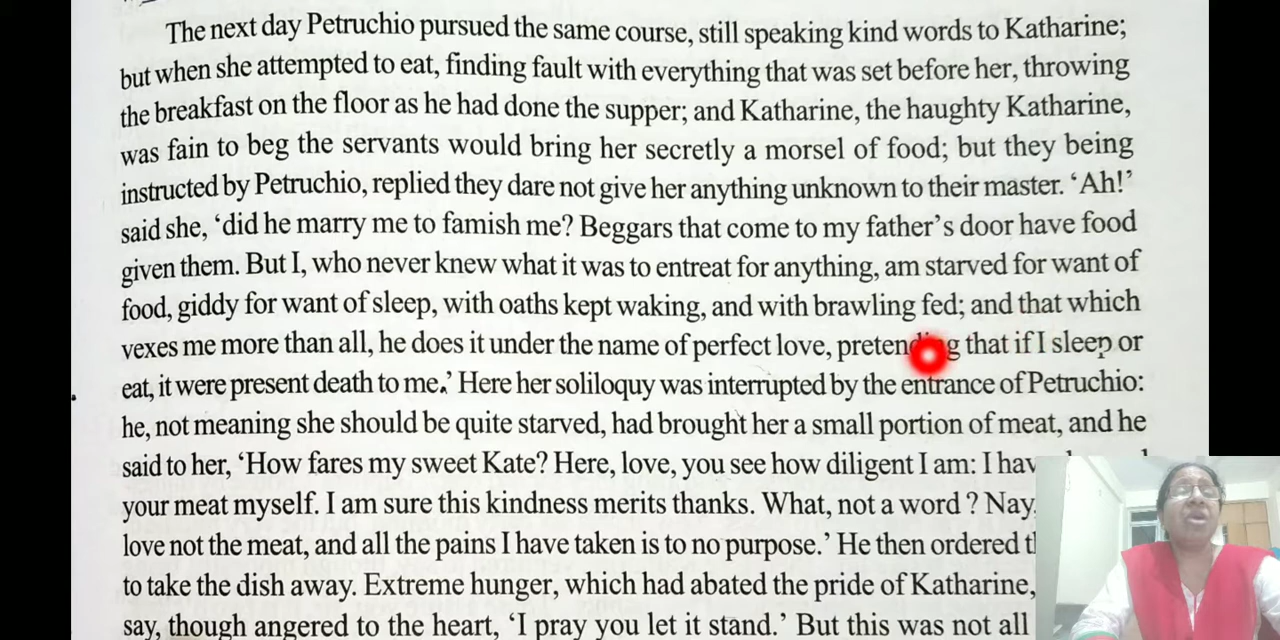 The next day Petruchio pursued the same course, still speaking kind words to Katharine;
but when she attempted to eat, finding fault with everything that was set before her, throwing
the breakfast on the floor as he had done the supper; and Katharine, the haughty Katharine,
was fain to beg the servants would bring her secretly a morsel of food; but they being
instructed by Petruchio, replied they dare not give her anything unknown to their master. ‘Ah!’
said she, ‘did he marry me to famish me? Beggars that come to my father’s door have food
given them. But I, who never knew what it was to entreat for anything, am starved for want of
food, giddy for want of sleep, with oaths kept waking, and with brawling fed; and that which
vexes me more than all, he does it under the name of perfect love, pretending that if I sleep or
eat, it were present death to me.’ Here her soliloquy was interrupted by the entrance of Petruchio:
he, not meaning she should be quite starved, had brought her a small portion of meat, and he
said to her, ‘How fares my sweet Kate? Here, love, you see how diligent I am: I
your meat myself. I am sure this kindness merits thanks. What, not a word ? Nay,
love not the meat, and all the pains I have taken is to no purpose.’ He then ordered
to take the dish away. Extreme hunger, which had abated the pride of Katharine,
say, though angered to the heart, ‘I pray you let it stand.’ But this was not all